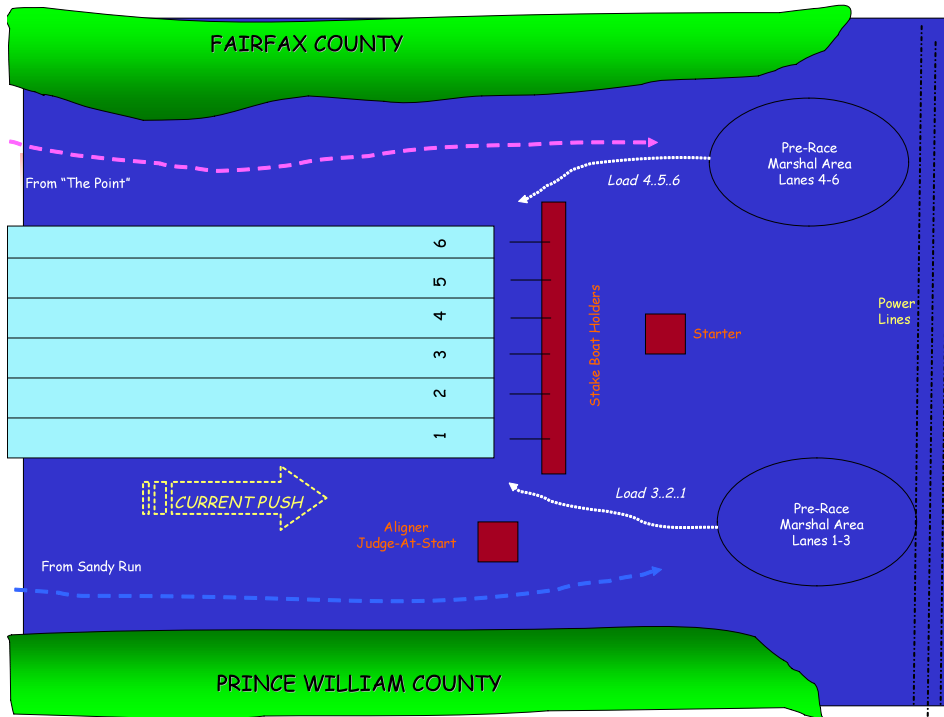 FAIRFAX COUNTY
Pre-Race
Marshal Area
Lanes 4-6
From “The Point”
Load 4..5..6
6
5
4
3
2
1
Stake Boat Holders
Starter
Power
Lines
CURRENT PUSH
Load 3..2..1
Pre-Race
Marshal Area
Lanes 1-3
Aligner
Judge-At-Start
From Sandy Run
PRINCE WILLIAM COUNTY